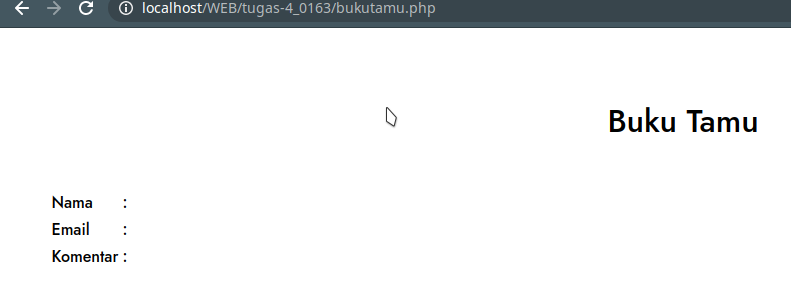 localhost/WEB/tugas-4_0163/bukutamu.php
Buku Tamu
Nama :
Email :
Komentar :